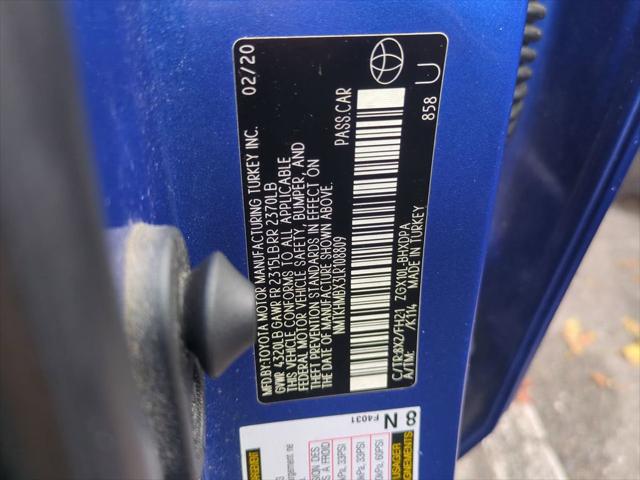 02/20
MFD.BY:TOYOTA MOTOR MANUFACTURING TURKEY INC.
GVWR 4320LB GAWR FR 2315LB RR 2370LB
THIS VEHICLE CONFORMS TO ALL APPLICABLE
FEDERAL MOTOR VEHICLE SAFETY, BUMPER, AND
THEFT PREVENTION STANDARDS IN EFFECT ON
THE DATE OF MANUFACTURE SHOWN ABOVE.
NMTKHMBX3LR108809 PASS.CAR
C/TR:8X2/FH21 ZGX10L-BHXDPA
A/TM: /K114
MADE IN TURKEY
858 U
8 N
F4031